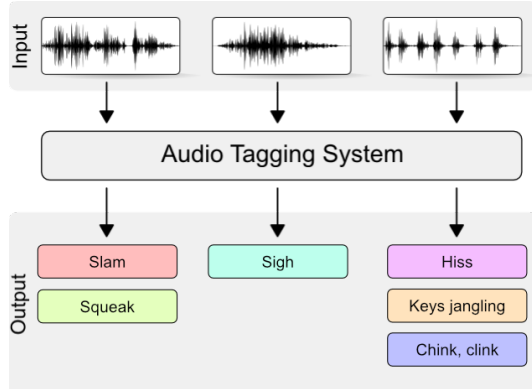 Input
Audio Tagging System
Output
Slam
Sigh
Hiss
Squeak
Keys jangling
Chink, clink